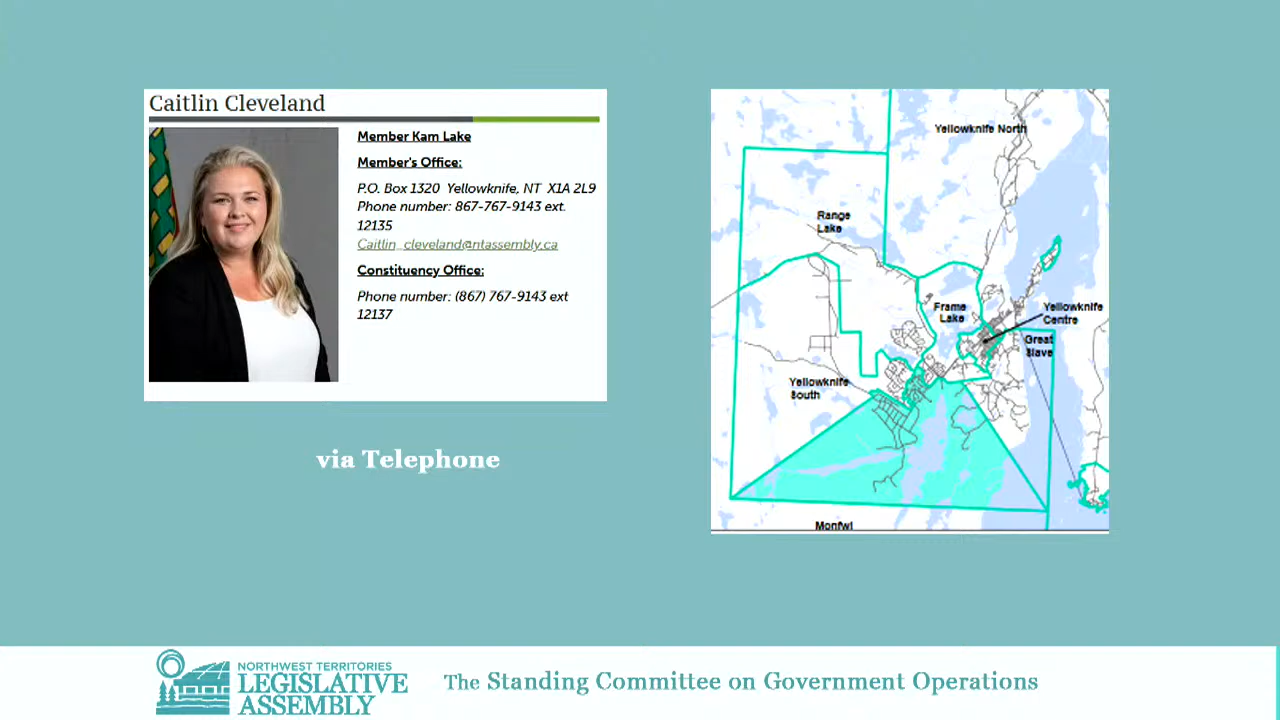 Caitlin Cleveland
Member Kam Lake
Member's Office:
P.O. Box 1320 Yellowknife, NT X1A 2L9
Phone number: 867-767-9143 ext.
12135
Caitlin_cleveland@ntassembly.ca
Constituency Office:
Phone number: (867) 767-9143 ext
12137
via Telephone
Yellowknife North
Range
Lake
Frame
Lake
Yellowknife
Centre
Great
Slave
Yellowknife
South
Monfwi
NORTHWEST TERRITORIES
LEGISLATIVE
ASSEMBLY
The Standing Committee on Government Operations